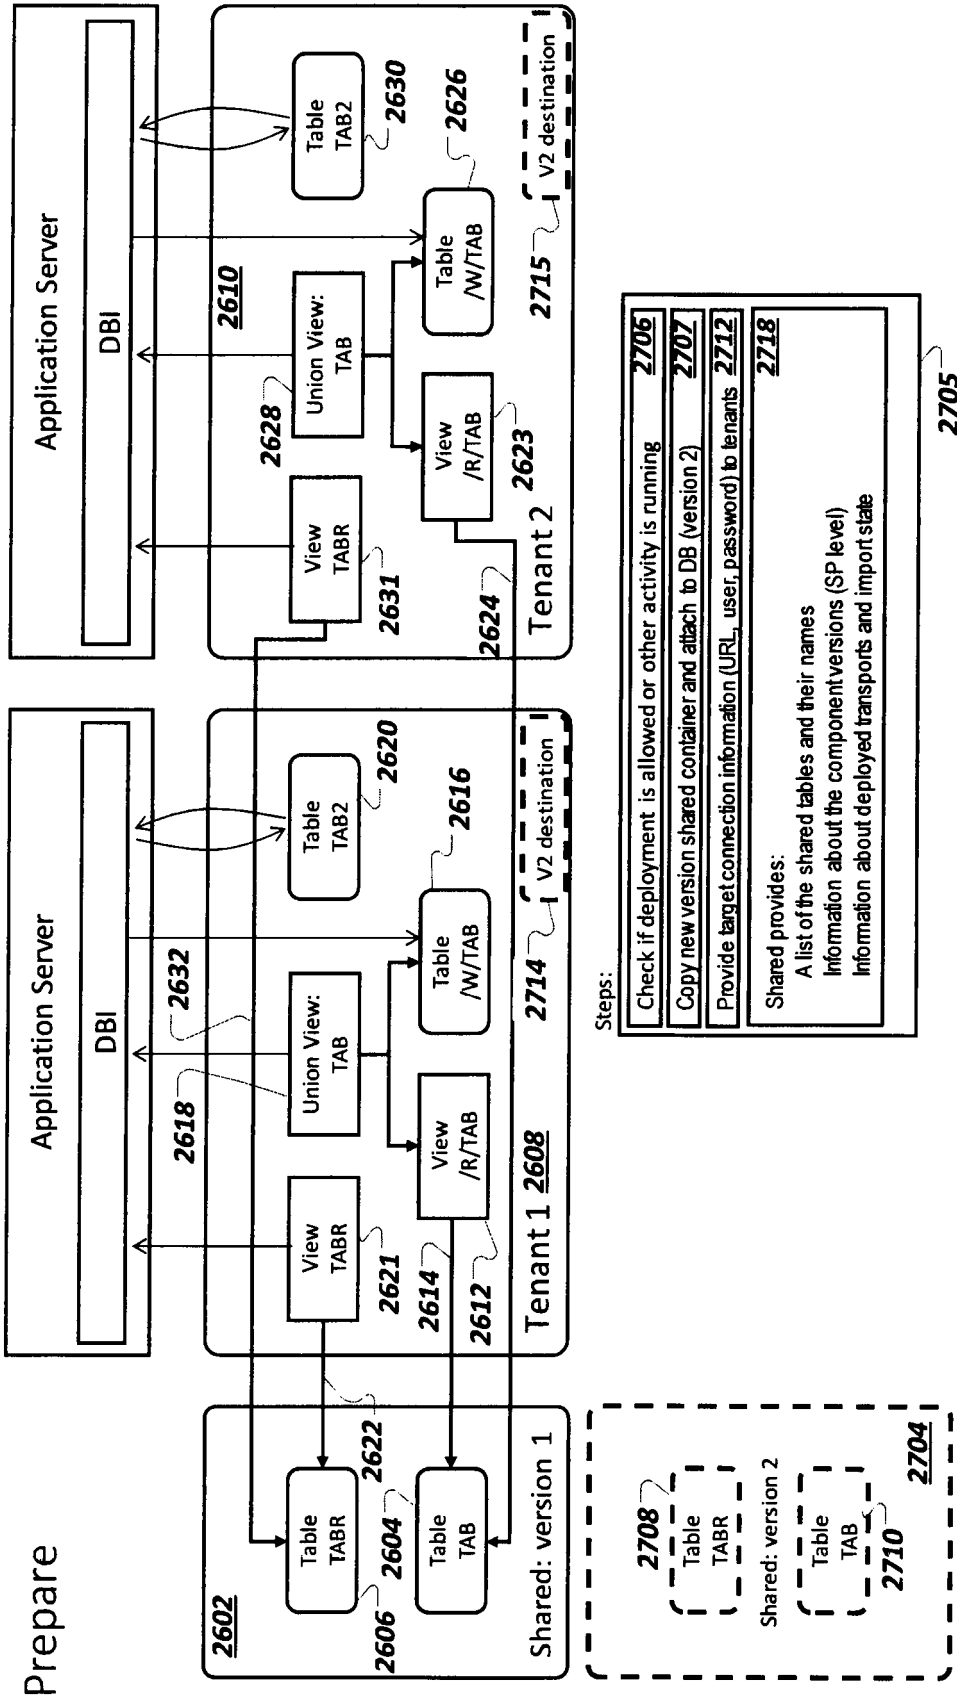 Prepare
Application Server
DBI
Application Server
DBI
2602
Table
TABR
2606
2604
Table
TAB
Shared: version 1
2622
2618
2632
View
TABR
2621
Union View:
TAB
Table
TAB2
2620
2614
View
/R/TAB
2612
Table
/W/TAB
2616
Tenant 1
2608
2714
V2 destination
2610
2628
View
TABR
2631
Union View:
TAB
Table
TAB2
2630
2624
View
/R/TAB
2623
Table
/W/TAB
2626
Tenant 2
2715
V2 destination
2708
Table
TABR
Shared: version 2
Table
TAB
2710
2704
Steps:
Check if deployment is allowed or other activity is running 2706
Copy new version shared container and attach to DB (version 2) 2707
Provide target connection information (URL, user, password) to tenants 2712
2718
Shared provides:
A list of the shared tables and their names
Information about the component versions (SP level)
Information about deployed transports and import state
2705